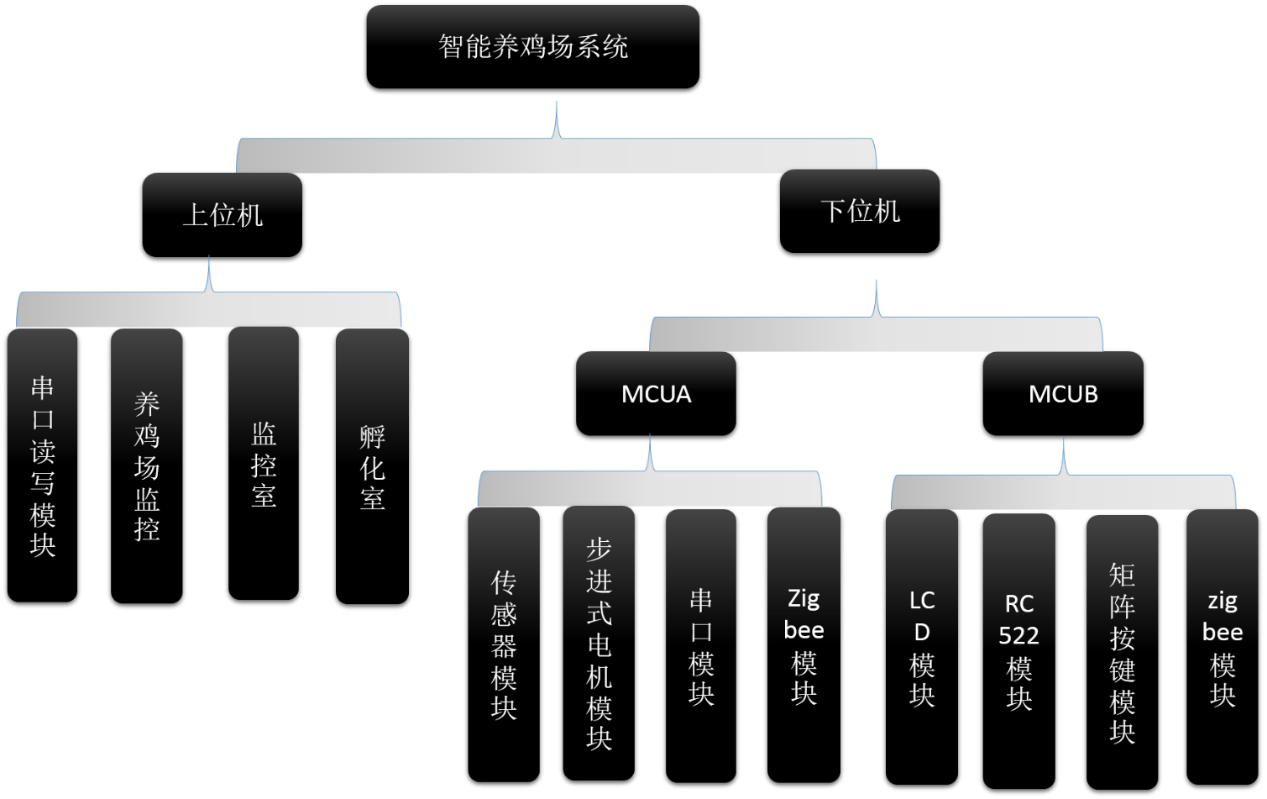 智能养鸡场系统
上位机
下位机
串口读写模块
养鸡场监控
监控室
孵化室
MCUA
MCUB
传感器模块
步进式电机模块
串口模块
Zig
bee
模块
LC
D
模块
RC
522
模块
矩阵按键模块
zig
bee
模块